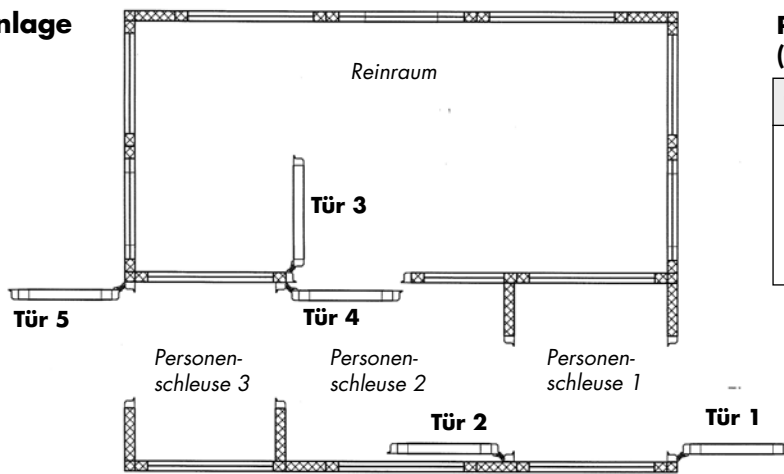 nlage
Reinraum
Tür 3
Tür 5
Tür 4
Personen-
schleuse 3
Personen-
schleuse 2
Personen-
schleuse 1
Tür 2
Tür 1
(